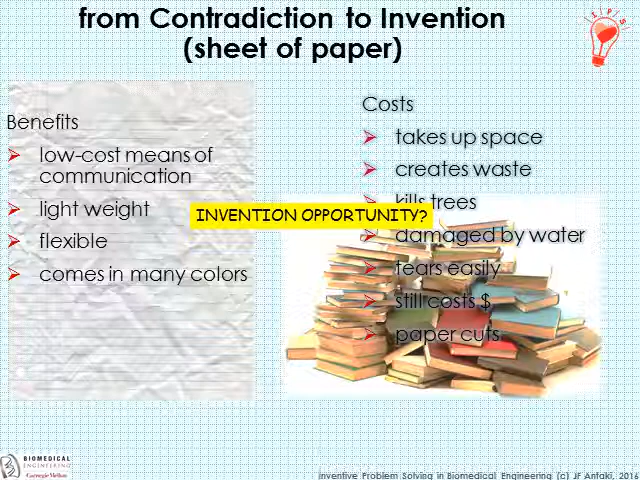 from Contradiction to Invention
(sheet of paper)
IPS
Benefits
low-cost means of
communication
light weight
flexible
comes in many colors
Costs
takes up space
creates waste
kills trees
INVENTION OPPORTUNITY?
damaged by water
tears easily
still costs $
paper cuts
BIOMEDICAL
ENGINEERING
Carnegie Mellon
Inventive Problem Solving in Biomedical Engineering (c) JF Antaki, 2016